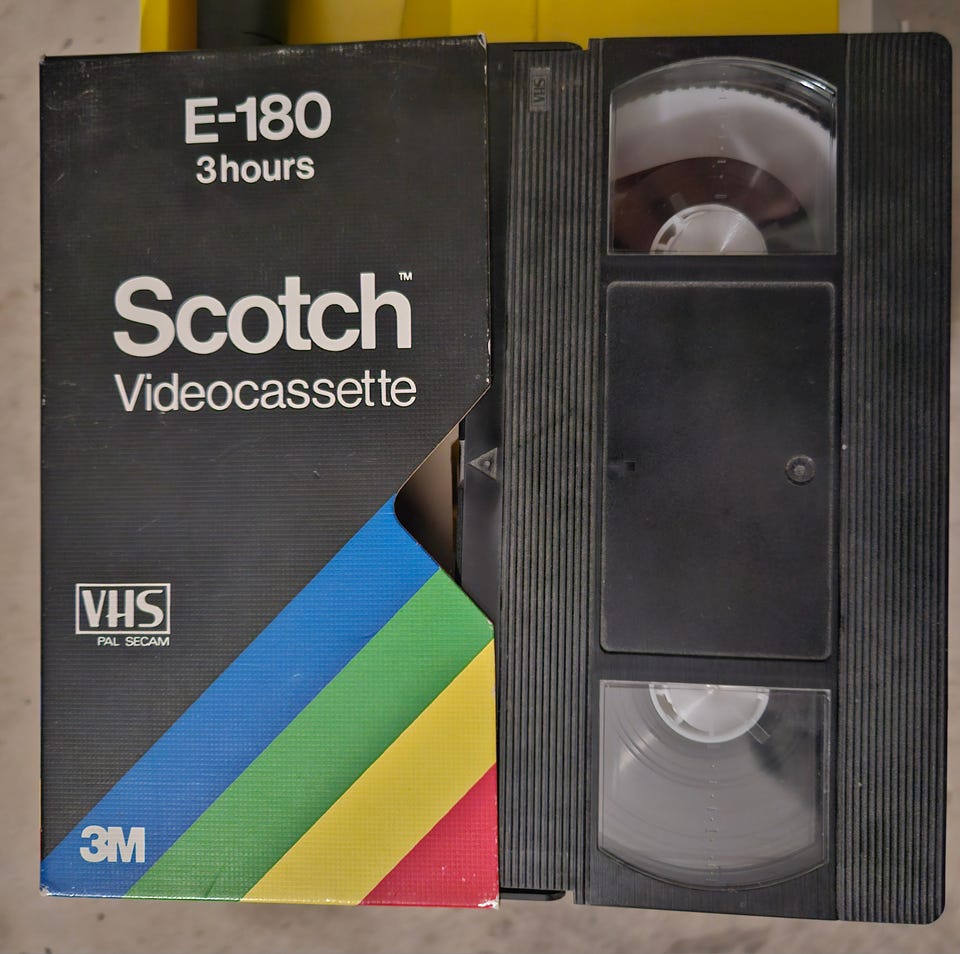 E-180
3 hours
Scotch™
Videocassette
VHS
PAL SECAM
3M
VHS